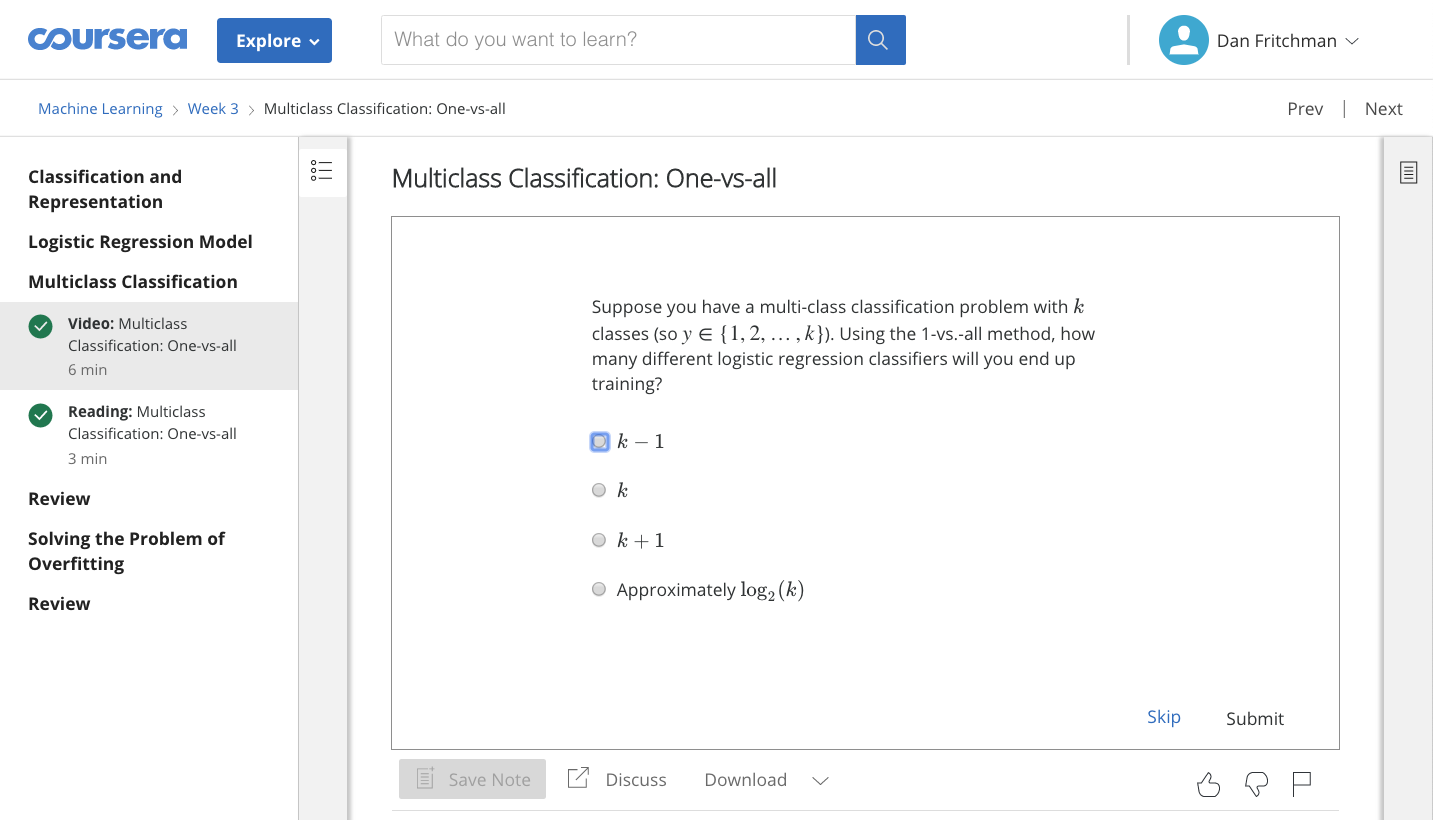 coursera
Explore
What do you want to learn?
Dan Fritchman
Machine Learning > Week 3 > Multiclass Classification: One-vs-all
Prev | Next
Classification and
Representation
Logistic Regression Model
Multiclass Classification
Video: Multiclass
Classification: One-vs-all
6 min
Reading: Multiclass
Classification: One-vs-all
3 min
Review
Solving the Problem of
Overfitting
Review
Multiclass Classification: One-vs-all
Suppose you have a multi-class classification problem with k
classes (so y ∈ {1, 2, … , k}). Using the 1-vs.-all method, how
many different logistic regression classifiers will you end up
training?
k − 1
k
k + 1
Approximately log₂(k)
Skip
Submit
Save Note
Discuss
Download